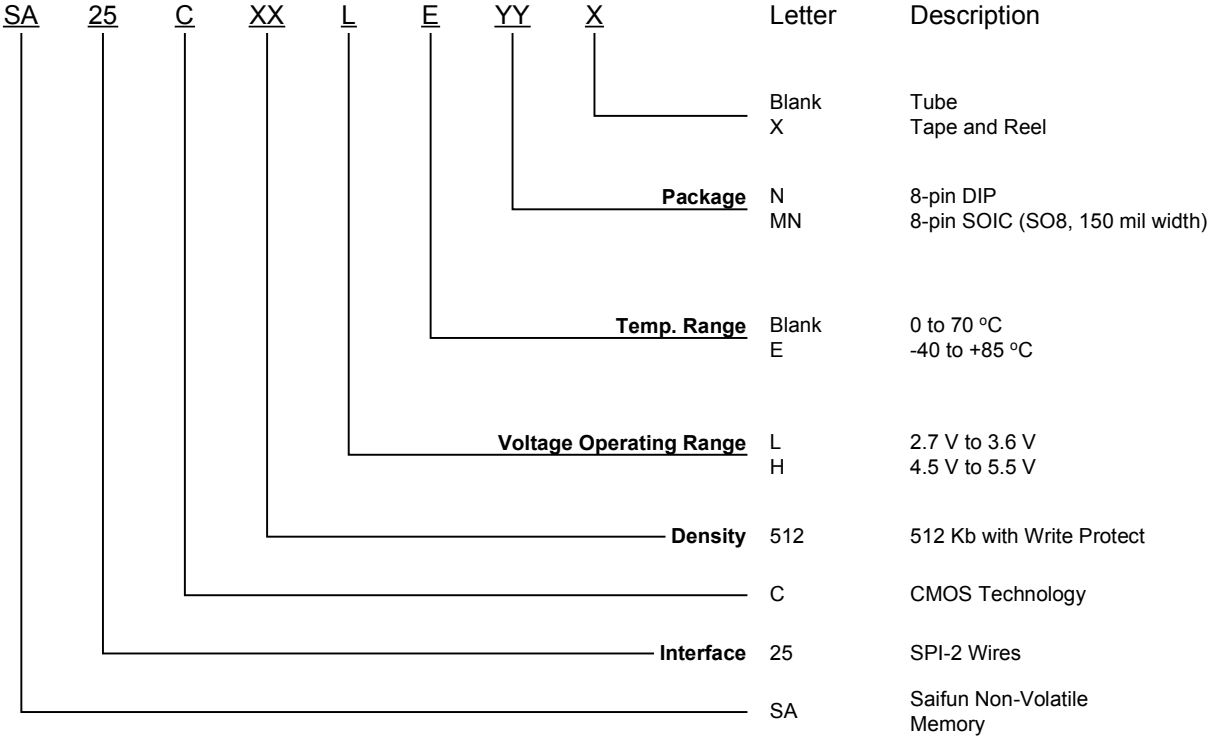 SA 25 C XX L E YY X Letter Description
Blank Tube
X Tape and Reel
Package N 8-pin DIP
MN 8-pin SOIC (SO8, 150 mil width)
Temp. Range Blank 0 to 70 ºC
E -40 to +85 ºC
Voltage Operating Range L 2.7 V to 3.6 V
H 4.5 V to 5.5 V
Density 512 512 Kb with Write Protect
C CMOS Technology
Interface 25 SPI-2 Wires
SA Saifun Non-Volatile
Memory